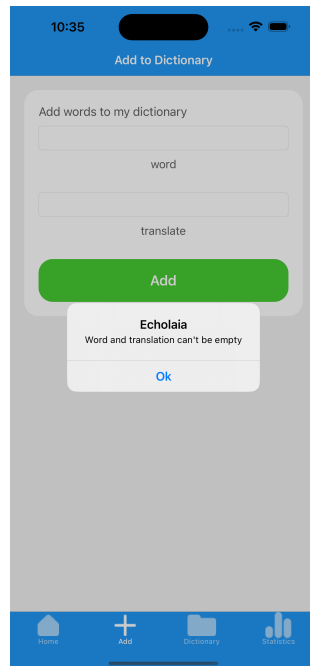 10:35
Add to Dictionary
Add words to my dictionary
word
translate
Add
Echolaia
Word and translation can't be empty
Ok
Home Add Dictionary Statistics